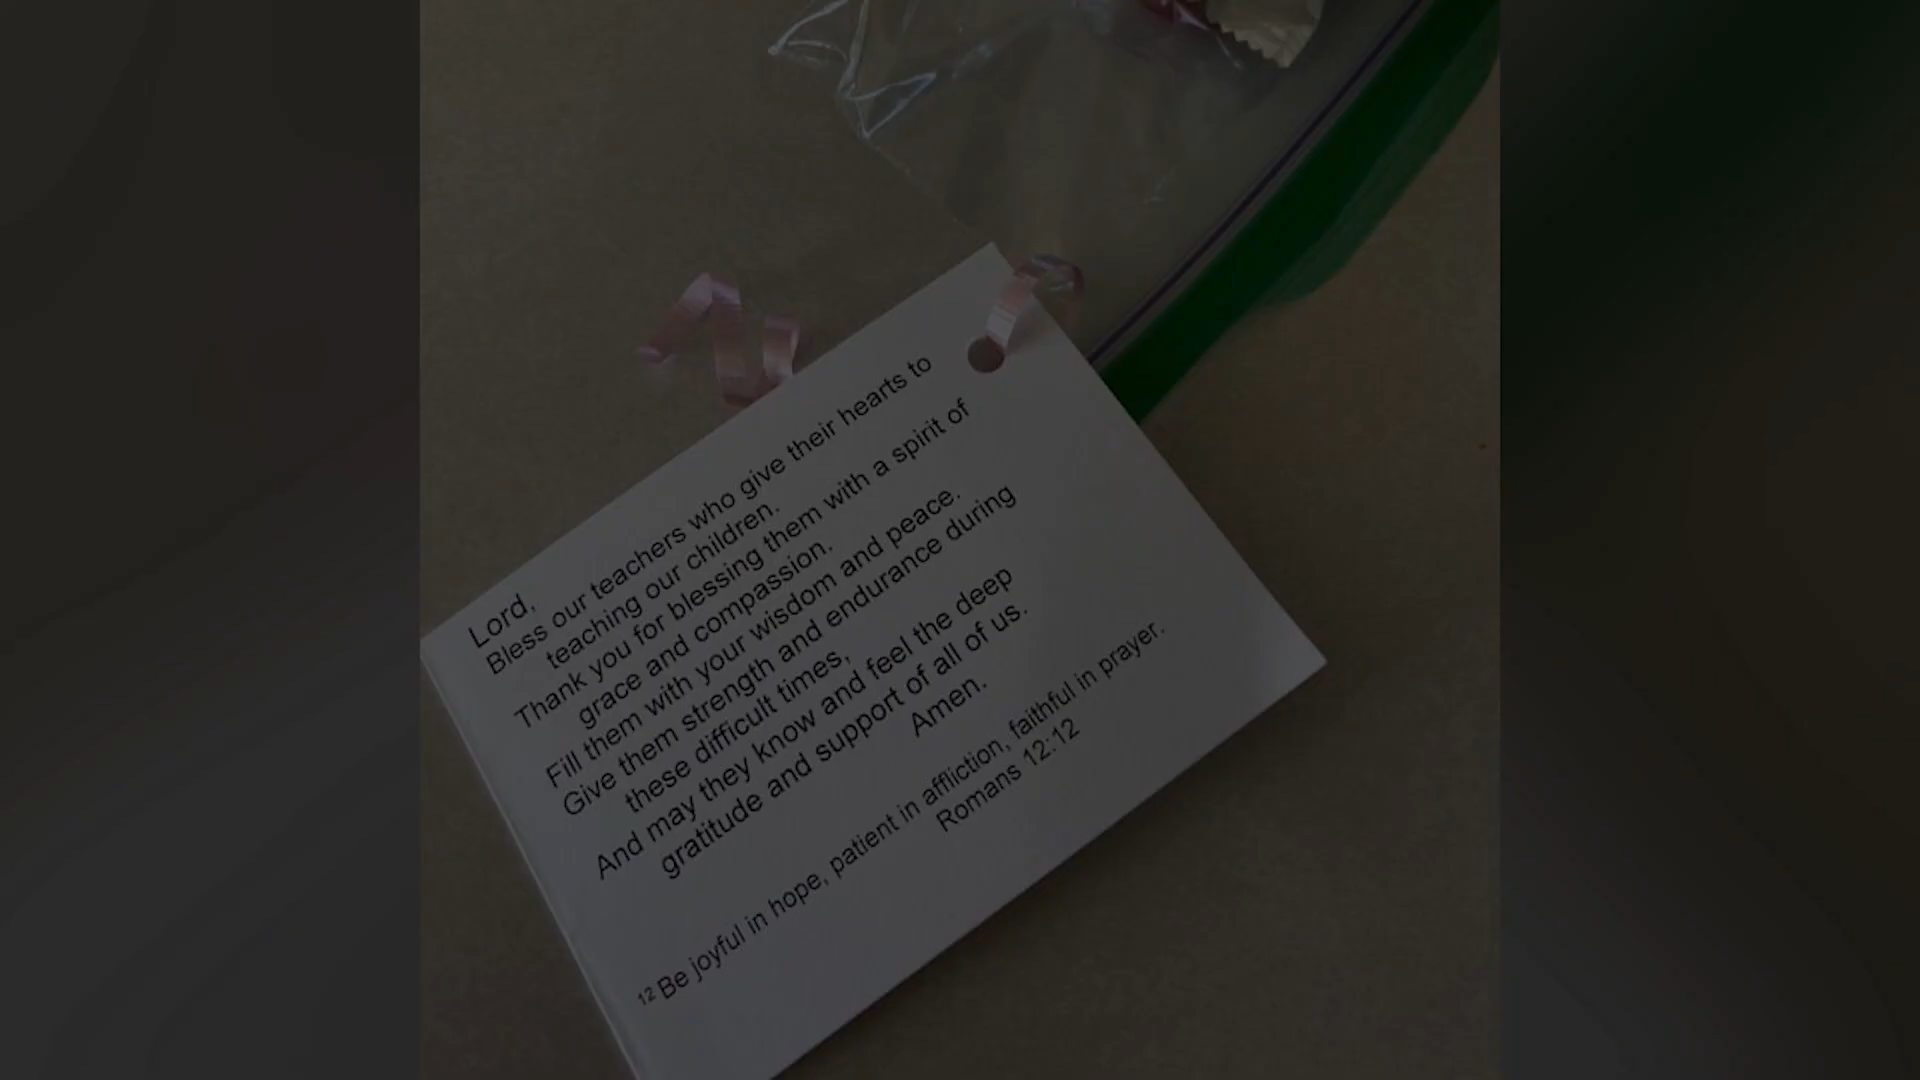 Lord,
Bless our teachers who give their hearts to
teaching our children.
Thank you for blessing them with a spirit of
grace and compassion.
Fill them with your wisdom and peace.
Give them strength and endurance during
these difficult times,
And may they know and feel the deep
gratitude and support of all of us.
Amen.
12 Be joyful in hope, patient in affliction, faithful in prayer.
Romans 12:12